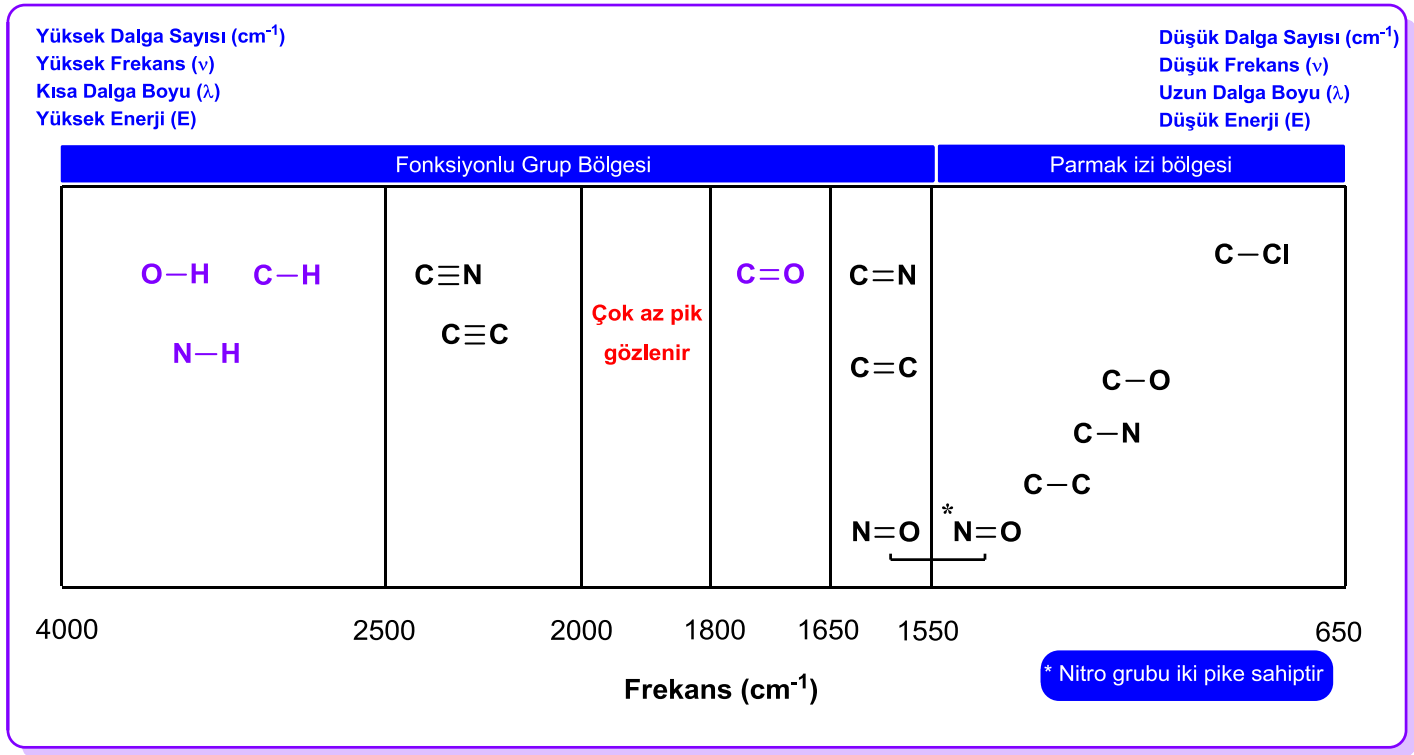 Yüksek Dalga Sayısı (cm⁻¹)
Yüksek Frekans (ν)
Kısa Dalga Boyu (λ)
Yüksek Enerji (E)
Düşük Dalga Sayısı (cm⁻¹)
Düşük Frekans (ν)
Uzun Dalga Boyu (λ)
Düşük Enerji (E)
Fonksiyonlu Grup Bölgesi
Parmak izi bölgesi
O—H
C—H
N—H
C≡N
C≡C
Çok az pik
gözlenir
C=O
C=N
C=C
N=O
*N=O
C—Cl
C—O
C—N
C—C
4000 2500 2000 1800 1650 1550 650
Frekans (cm⁻¹)
* Nitro grubu iki pike sahiptir